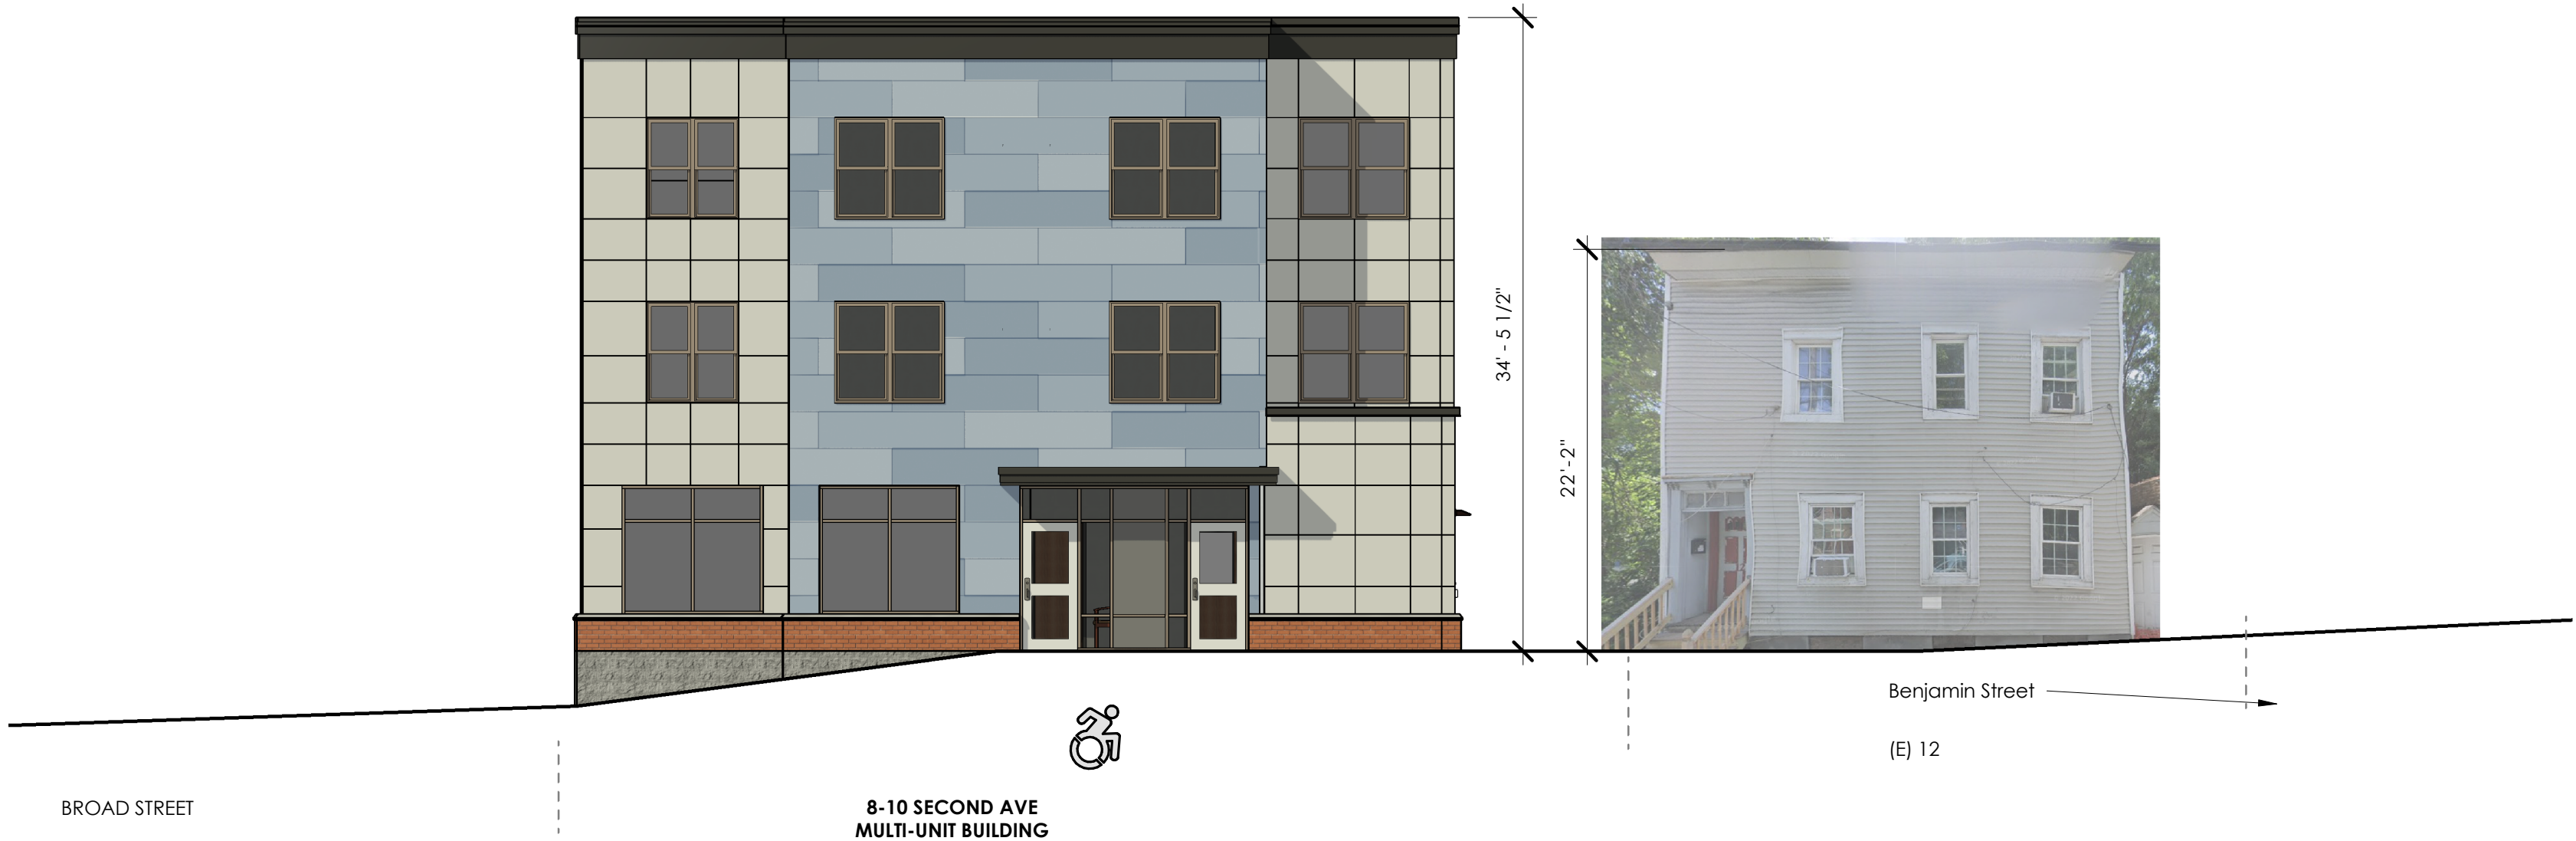 34' - 5 1/2"
22' - 2"
Benjamin Street
(E) 12
BROAD STREET
8-10 SECOND AVE
MULTI-UNIT BUILDING